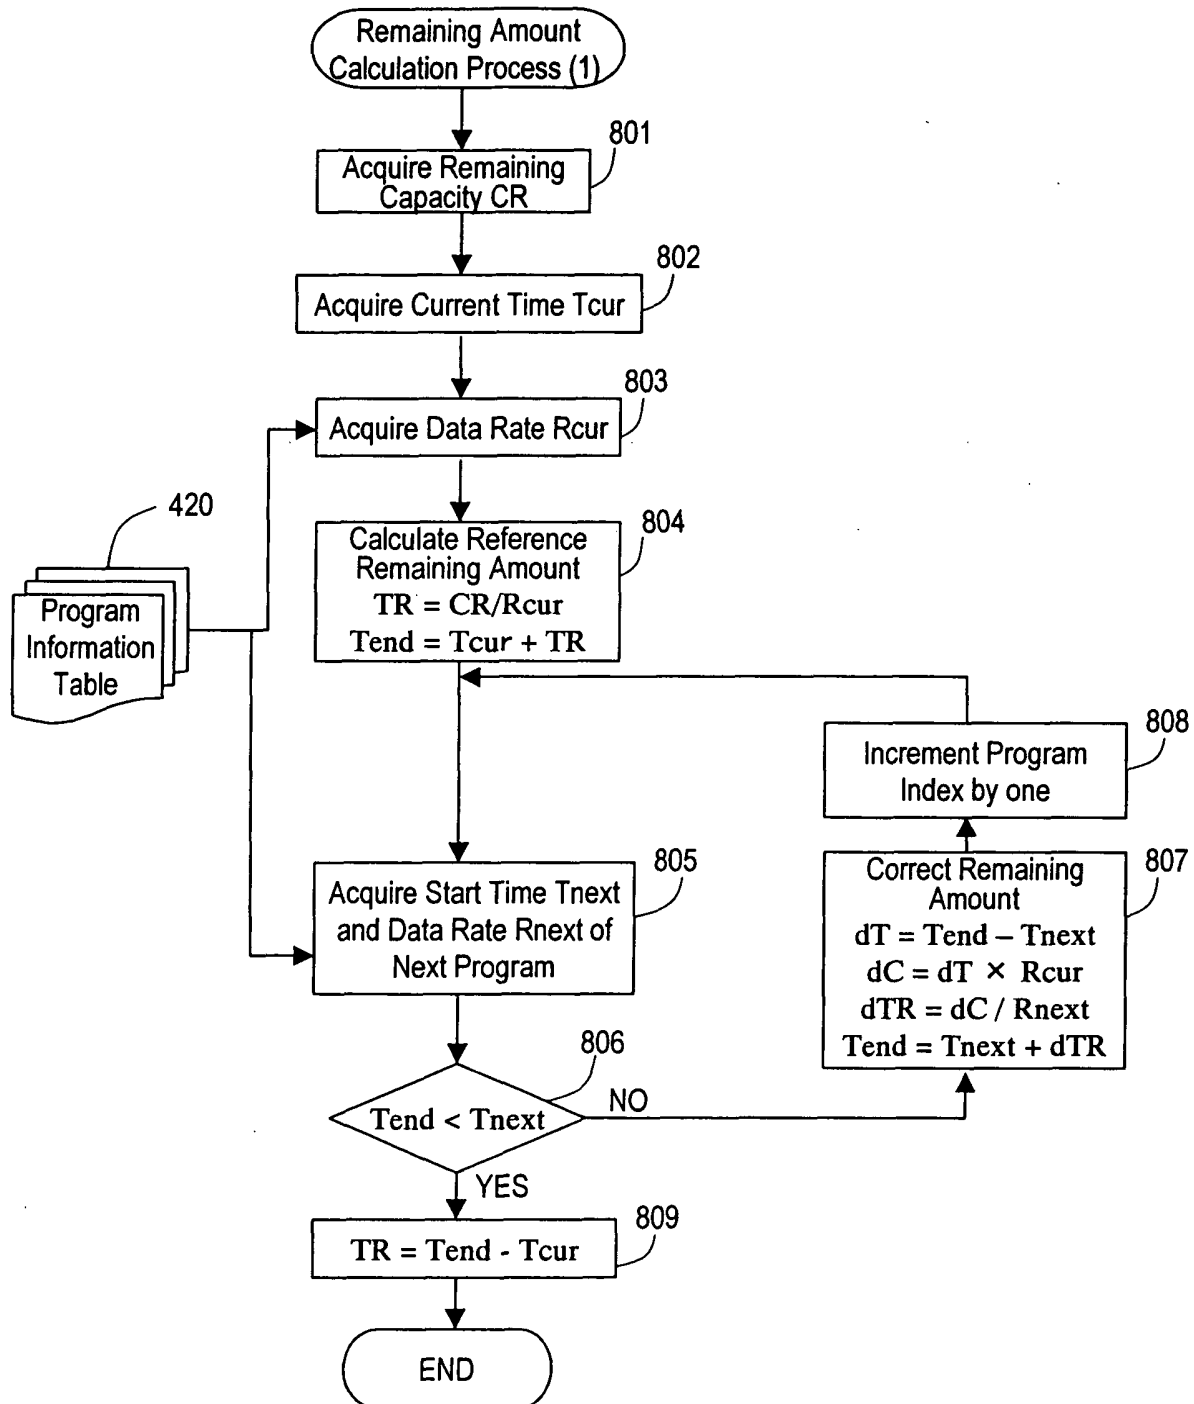 Remaining Amount
Calculation Process (1)
801
Acquire Remaining
Capacity CR
802
Acquire Current Time Tcur
803
Acquire Data Rate Rcur
420
Program
Information
Table
804
Calculate Reference
Remaining Amount
TR = CR/Rcur
Tend = Tcur + TR
808
Increment Program
Index by one
805
Acquire Start Time Tnext
and Data Rate Rnext of
Next Program
807
Correct Remaining
Amount
dT = Tend – Tnext
dC = dT × Rcur
dTR = dC / Rnext
Tend = Tnext + dTR
806
Tend < Tnext
NO
YES
809
TR = Tend - Tcur
END